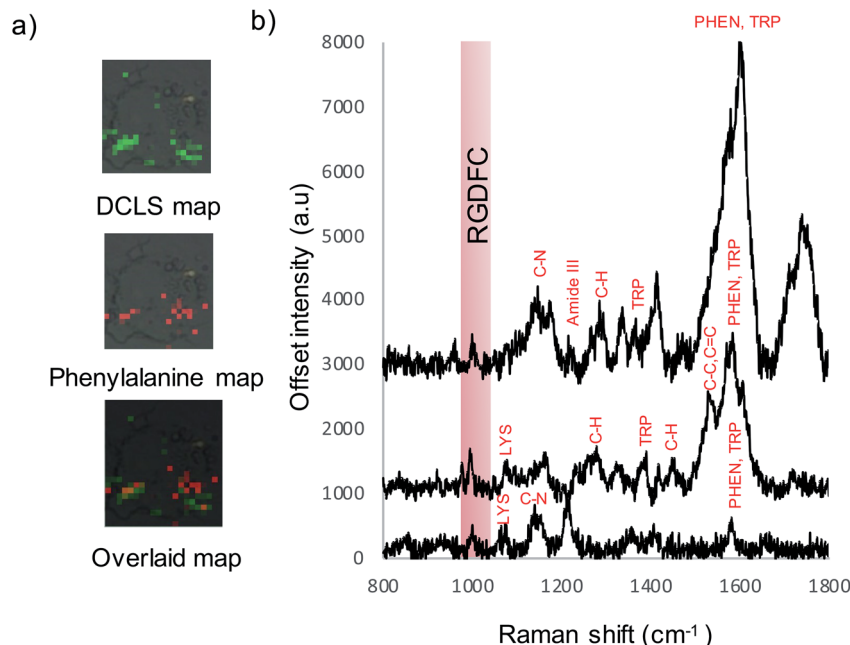 a)
DCLS map
Phenylalanine map
Overlaid map
b)
PHEN, TRP
8000
7000
6000
5000
4000
3000
2000
1000
0
Offset intensity (a.u)
RGDFC
C-N
Amide III
C-H
TRP
PHEN, TRP
C-C,C=C
LYS
C-H
TRP
C-H
LYS
C-N
PHEN, TRP
800
1000
1200
1400
1600
1800
Raman shift (cm-1)